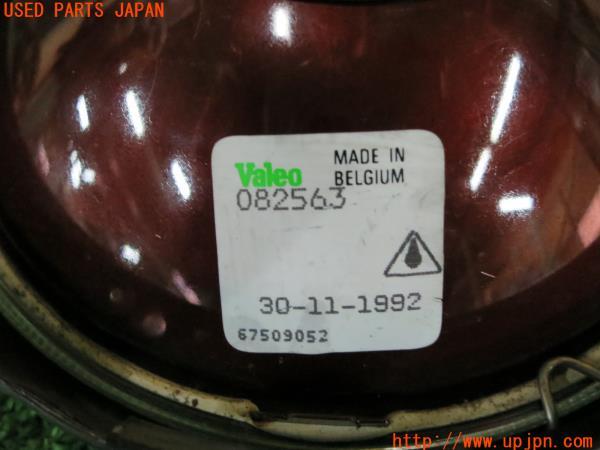 USED PARTS JAPAN
Valeo MADE IN
BELGIUM
082563
30-11-1992
67509052
http://www.upjpn.com/